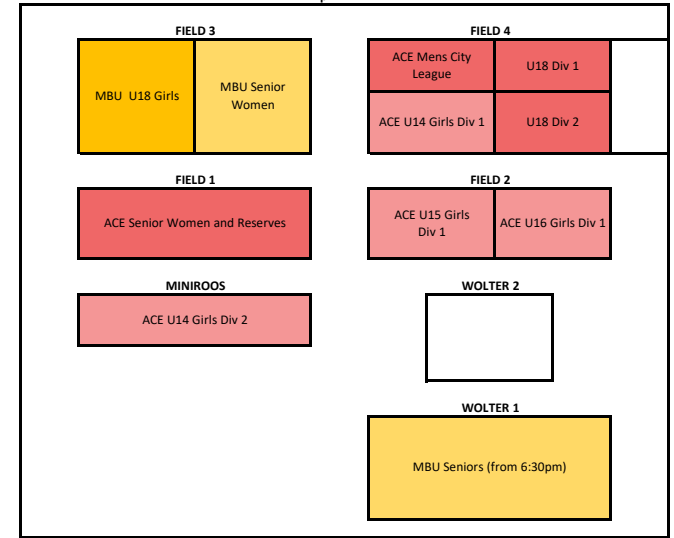 FIELD 3
FIELD 4
MBU U18 Girls
MBU Senior
Women
ACE Mens City
League
U18 Div 1
ACE U14 Girls Div 1
U18 Div 2
FIELD 1
FIELD 2
ACE Senior Women and Reserves
ACE U15 Girls
Div 1
ACE U16 Girls Div 1
MINIROOS
WOLTER 2
ACE U14 Girls Div 2
WOLTER 1
MBU Seniors (from 6:30pm)